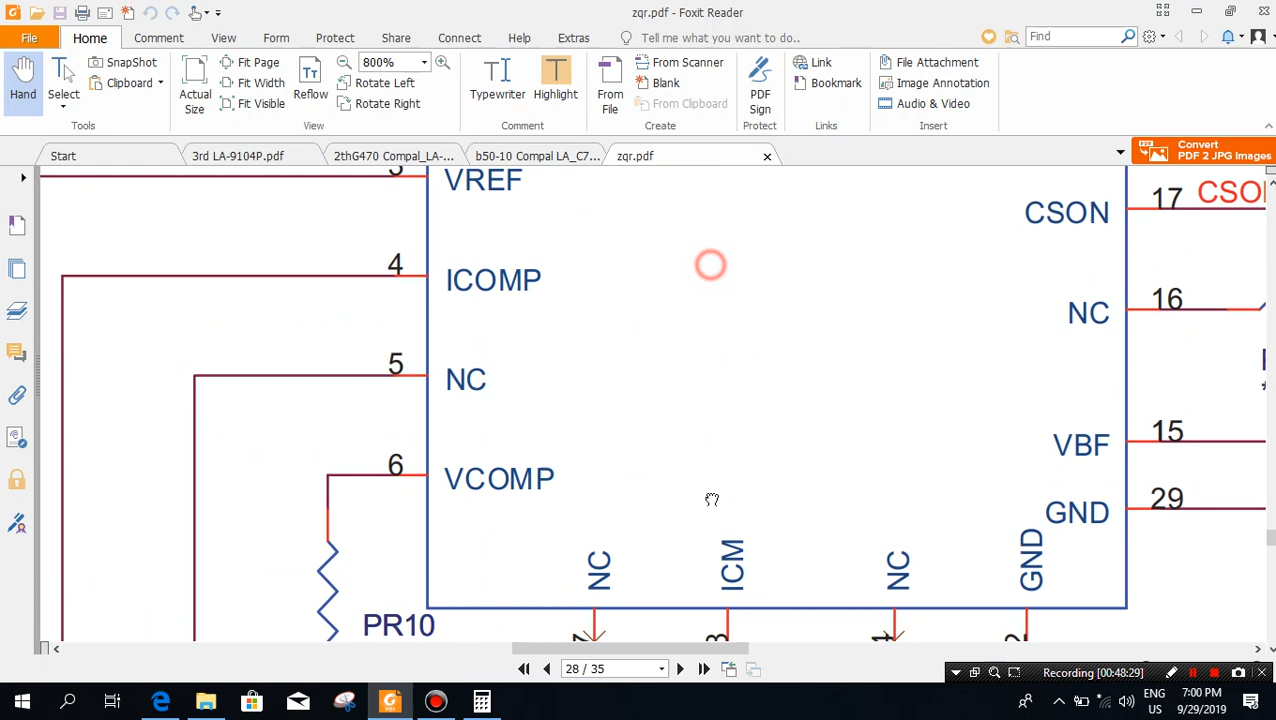 zqr.pdf - Foxit Reader
File Home Comment View Form Protect Share Connect Help Extras Tell me what you want to do.. Find
Hand Select SnapShot Clipboard
Tools
Actual Size Fit Page Fit Width Fit Visible Reflow 800% Rotate Left Rotate Right
View
Typewriter Highlight
Comment
From File From Scanner Blank From Clipboard
Create
PDF Sign
Protect
Link Bookmark
Links
File Attachment Image Annotation Audio & Video
Insert
Start 3rd LA-9104P.pdf 2thG470 Compal_LA-... b50-10 Compal LA_C7... zqr.pdf
Convert
PDF 2 JPG Images
3 VREF
CSON 17
4 ICOMP
NC 16
5 NC
VBF 15
6 VCOMP
GND 29
NC ICM NC GND
PR10
28 / 35
Recording [00:48:29]
ENG
US
7:00 PM
9/29/2019